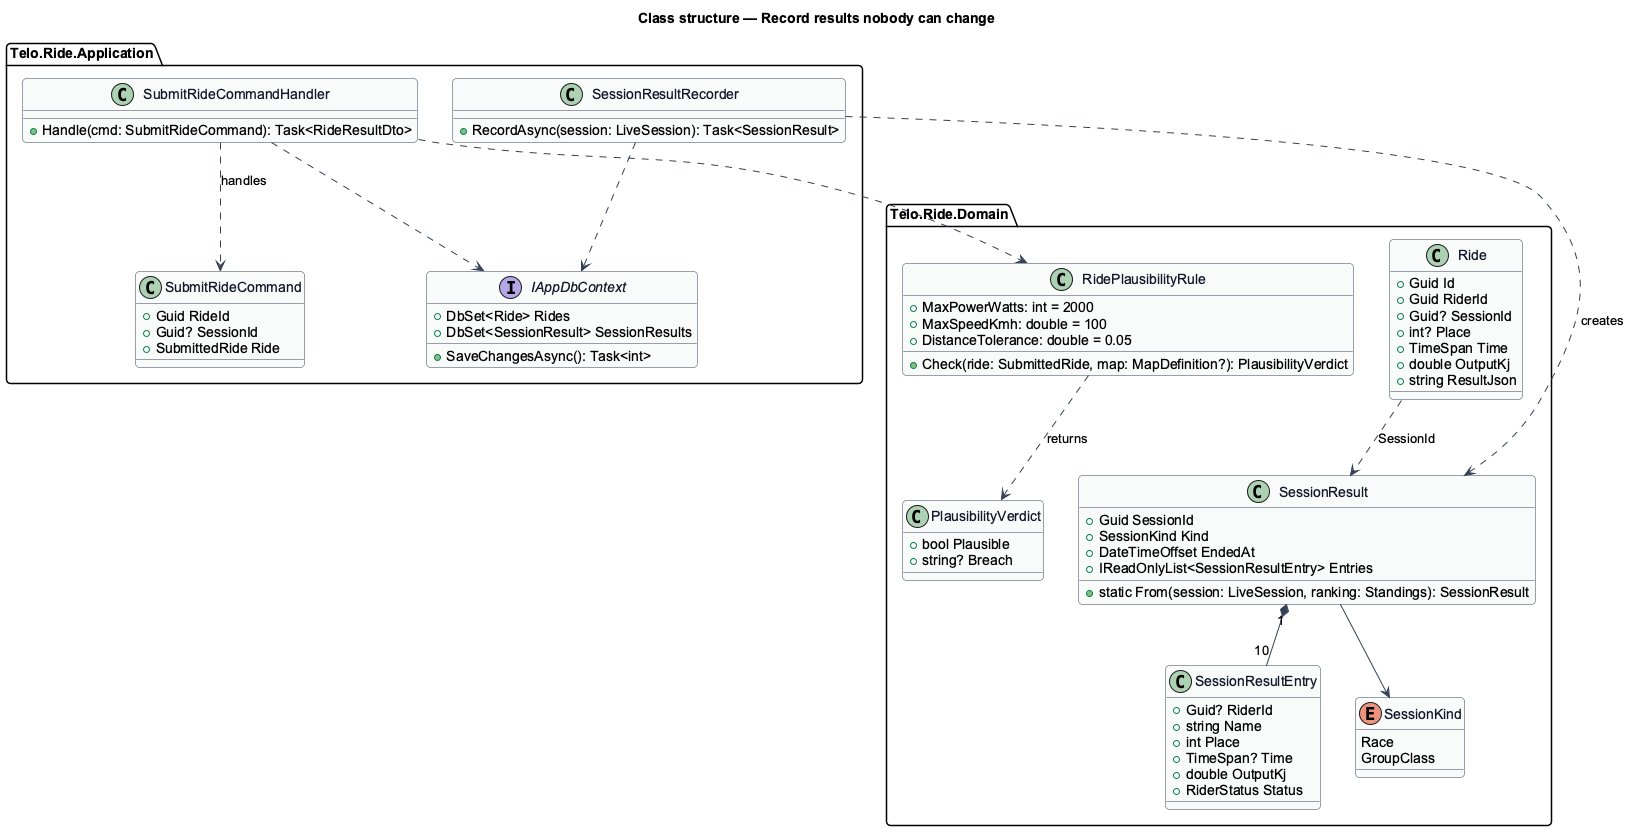 Class structure — Record results nobody can change
Telo.Ride.Application
C SubmitRideCommandHandler
Handle(cmd: SubmitRideCommand): Task<RideResultDto>
C SessionResultRecorder
RecordAsync(session: LiveSession): Task<SessionResult>
handles
C SubmitRideCommand
Guid RideId
Guid? SessionId
SubmittedRide Ride
I IAppDbContext
DbSet<Ride> Rides
DbSet<SessionResult> SessionResults
SaveChangesAsync(): Task<int>
creates
Telo.Ride.Domain
C RidePlausibilityRule
MaxPowerWatts: int = 2000
MaxSpeedKmh: double = 100
DistanceTolerance: double = 0.05
Check(ride: SubmittedRide, map: MapDefinition?): PlausibilityVerdict
C Ride
Guid Id
Guid RiderId
Guid? SessionId
int? Place
TimeSpan Time
double OutputKj
string ResultJson
returns
SessionId
C PlausibilityVerdict
bool Plausible
string? Breach
C SessionResult
Guid SessionId
SessionKind Kind
DateTimeOffset EndedAt
IReadOnlyList<SessionResultEntry> Entries
static From(session: LiveSession, ranking: Standings): SessionResult
1
10
C SessionResultEntry
Guid? RiderId
string Name
int Place
TimeSpan? Time
double OutputKj
RiderStatus Status
E SessionKind
Race
GroupClass